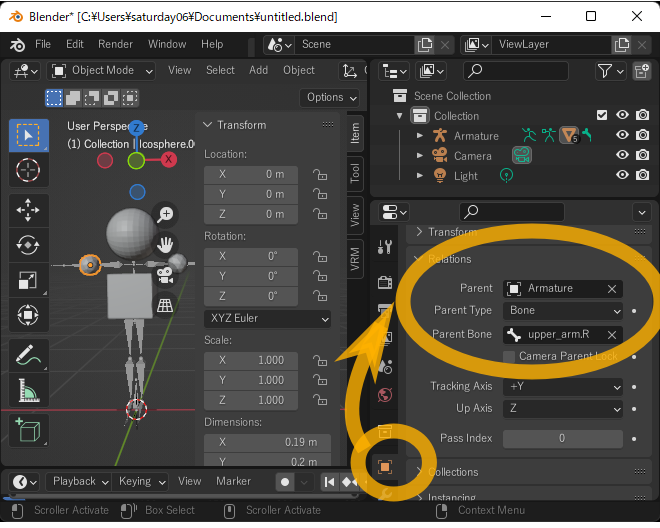 Blender* [C:¥Users¥saturday06¥Documents¥untitled.blend]
File Edit Render Window Help Scene ViewLayer
Object Mode View Select Add Object
Options
User Perspective
(1) Collection | Icosphere.00
Z
X
Transform
Location:
X 0 m
Y 0 m
Z 0 m
Rotation:
X 0°
Y 0°
Z 0°
XYZ Euler
Scale:
X 1.000
Y 1.000
Z 1.000
Dimensions:
X 0.19 m
Y 0.2 m
Item
Tool
View
VRM
Scene Collection
Collection
Armature 5
Camera
Light
Transform
Relations
Parent Armature
Parent Type Bone
Parent Bone upper_arm.R
Camera Parent Lock
Tracking Axis +Y
Up Axis Z
Pass Index 0
Collections
Instancing
Playback Keying View Marker
Scroller Activate Box Select Scroller Activate Context Menu